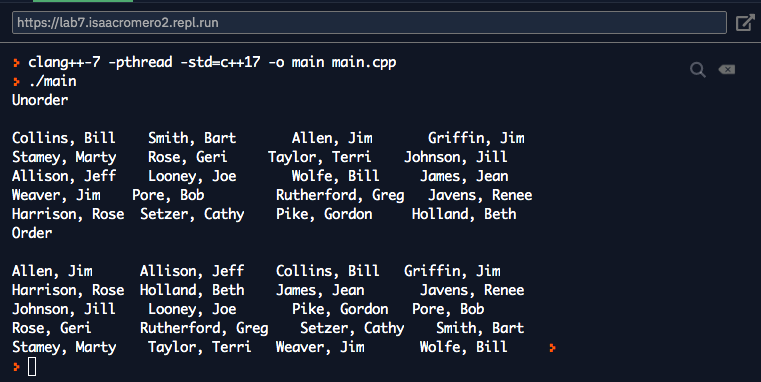 https://lab7.isaacromero2.repl.run
> clang++-7 -pthread -std=c++17 -o main main.cpp
> ./main
Unorder

Collins, Bill    Smith, Bart       Allen, Jim       Griffin, Jim
Stamey, Marty    Rose, Geri     Taylor, Terri    Johnson, Jill
Allison, Jeff    Looney, Joe       Wolfe, Bill     James, Jean
Weaver, Jim    Pore, Bob         Rutherford, Greg   Javens, Renee
Harrison, Rose  Setzer, Cathy    Pike, Gordon     Holland, Beth
Order

Allen, Jim      Allison, Jeff    Collins, Bill   Griffin, Jim
Harrison, Rose  Holland, Beth    James, Jean       Javens, Renee
Johnson, Jill    Looney, Joe       Pike, Gordon   Pore, Bob
Rose, Geri      Rutherford, Greg    Setzer, Cathy    Smith, Bart
Stamey, Marty    Taylor, Terri   Weaver, Jim       Wolfe, Bill     >
>